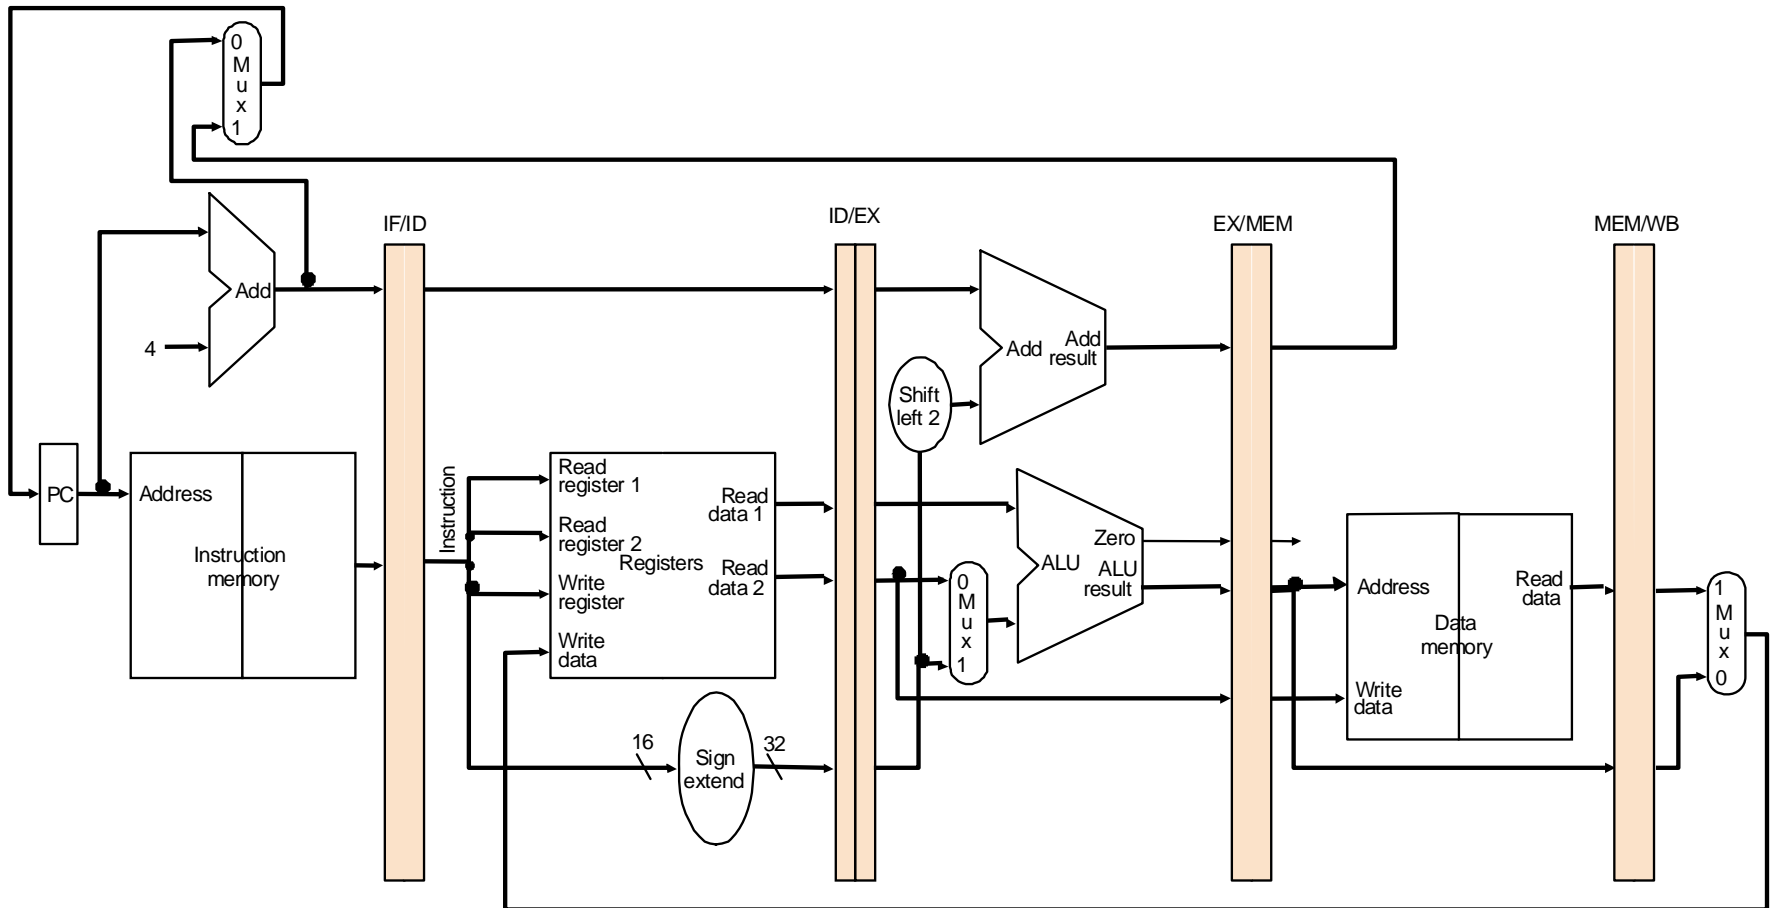 0
M
u
x
1
IF/ID
ID/EX
EX/MEM
MEM/WB
Add
4
Add
Add
result
Shift
left 2
PC
Address
Instruction
memory
Instruction
Read
register 1
Read
register 2
Write
register
Write
data
Registers
Read
data 1
Read
data 2
0
M
u
x
1
Zero
ALU
ALU
result
Address
Read
data
Data
memory
Write
data
1
M
u
x
0
16
Sign
extend
32